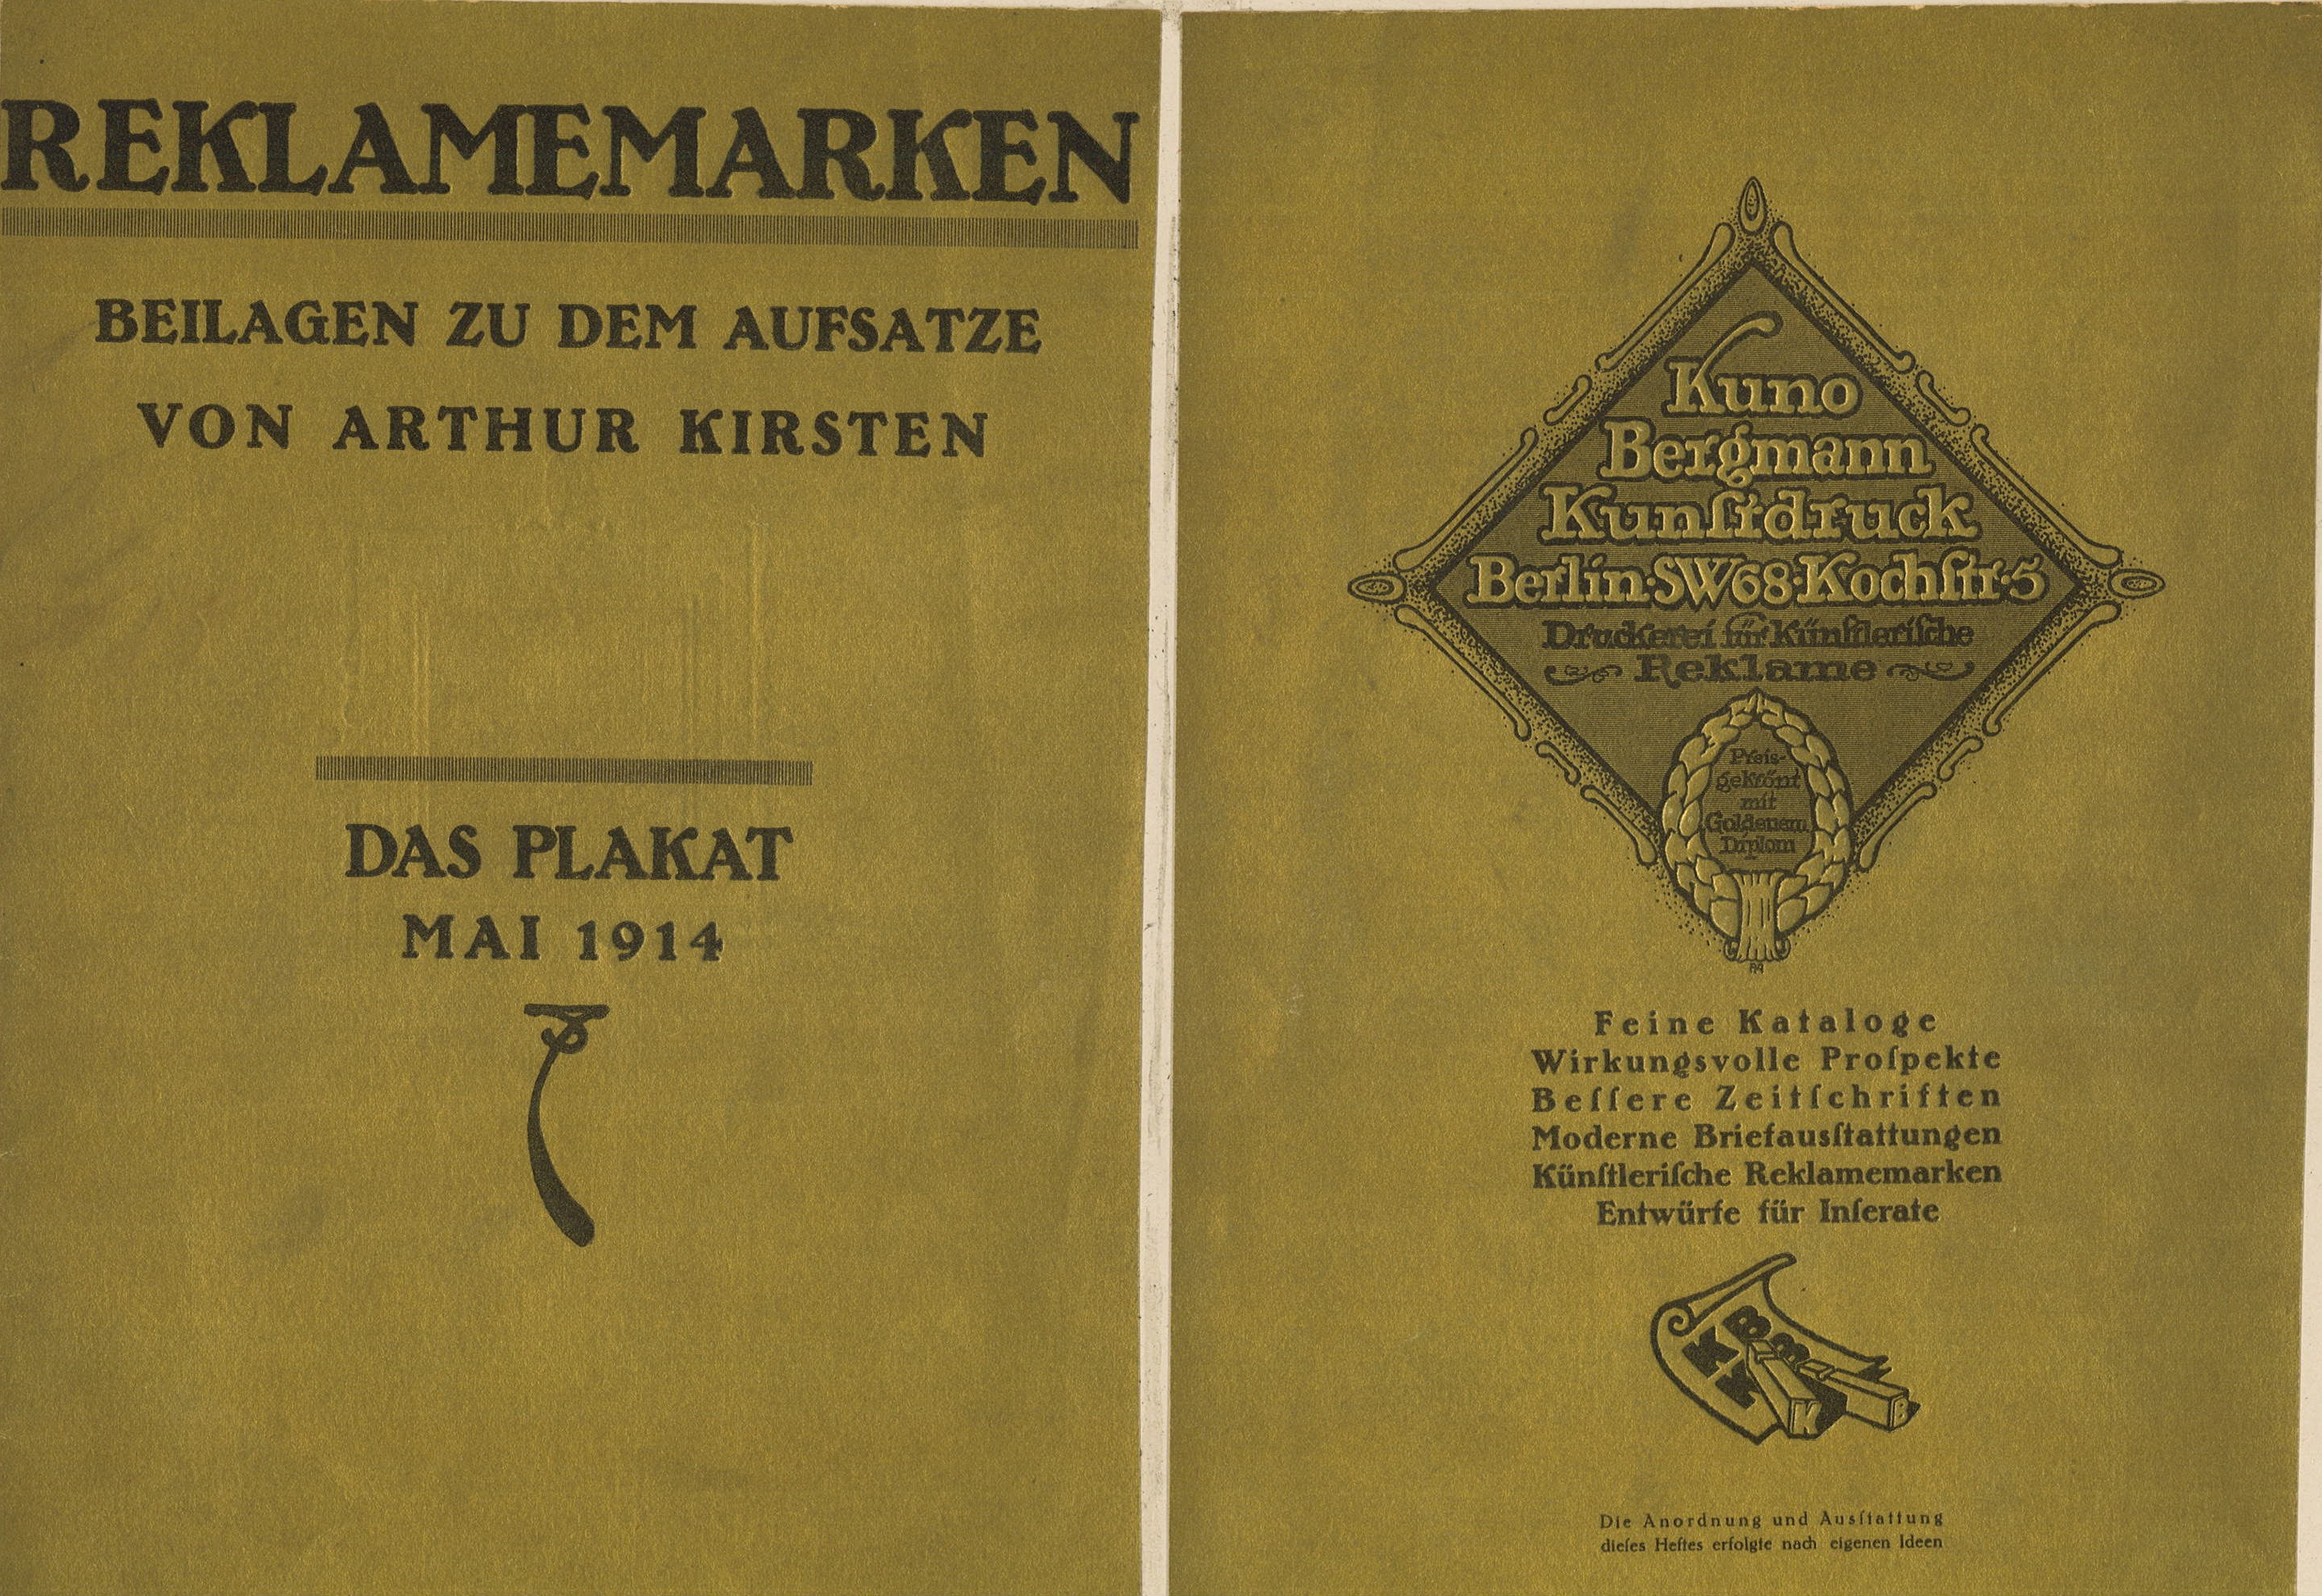 REKLAMEMARKEN
BEILAGEN ZU DEM AUFSATZE
VON ARTHUR KIRSTEN
DAS PLAKAT
MAI 1914
Kuno
Bergmann
Kunſtdruck
Berlin·SW68·Kochſtr·5
Druckerei für künſtleriſche
Reklame
Preis-
gekrönt
mit
Goldenem
Diplom
Feine Kataloge
Wirkungsvolle Proſpekte
Beſſere Zeitſchriften
Moderne Briefausſtattungen
Künſtleriſche Reklamemarken
Entwürfe für Inſerate
K B
K B
K B
Die Anordnung und Ausſtattung
dieſes Heftes erfolgte nach eigenen Ideen